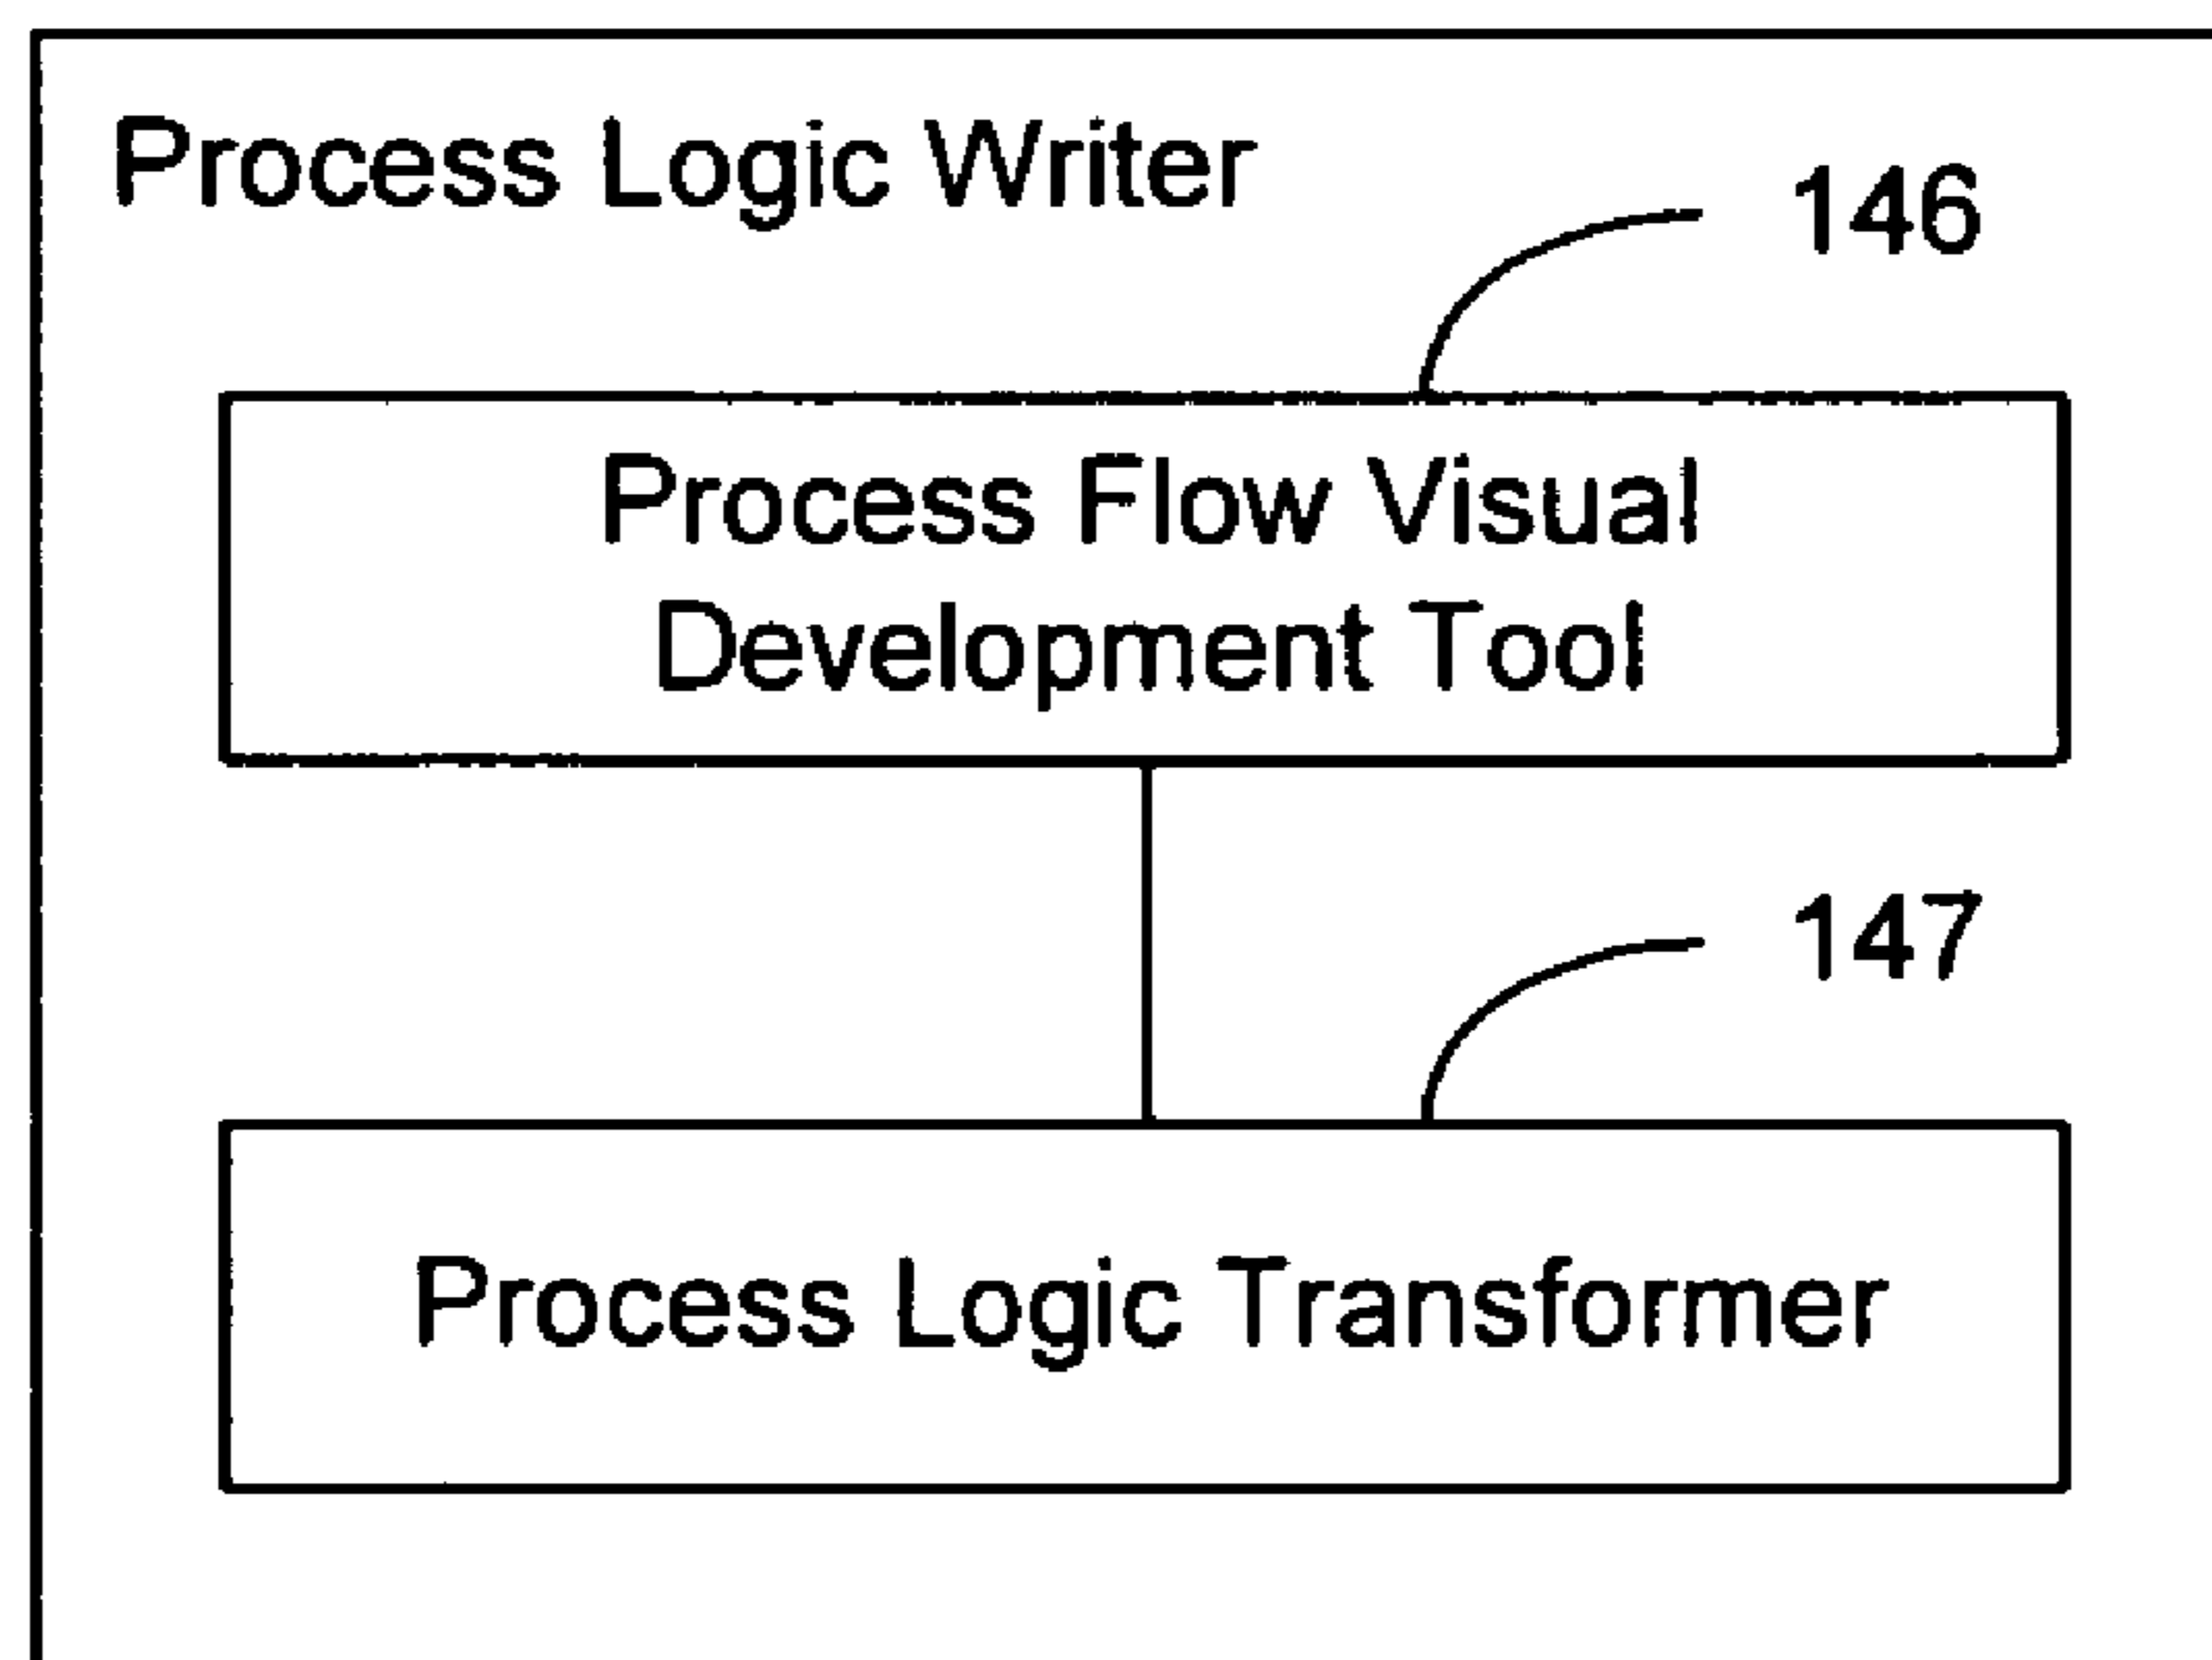 Process Logic Writer
146
Process Flow Visual
Development Tool
147
Process Logic Transformer